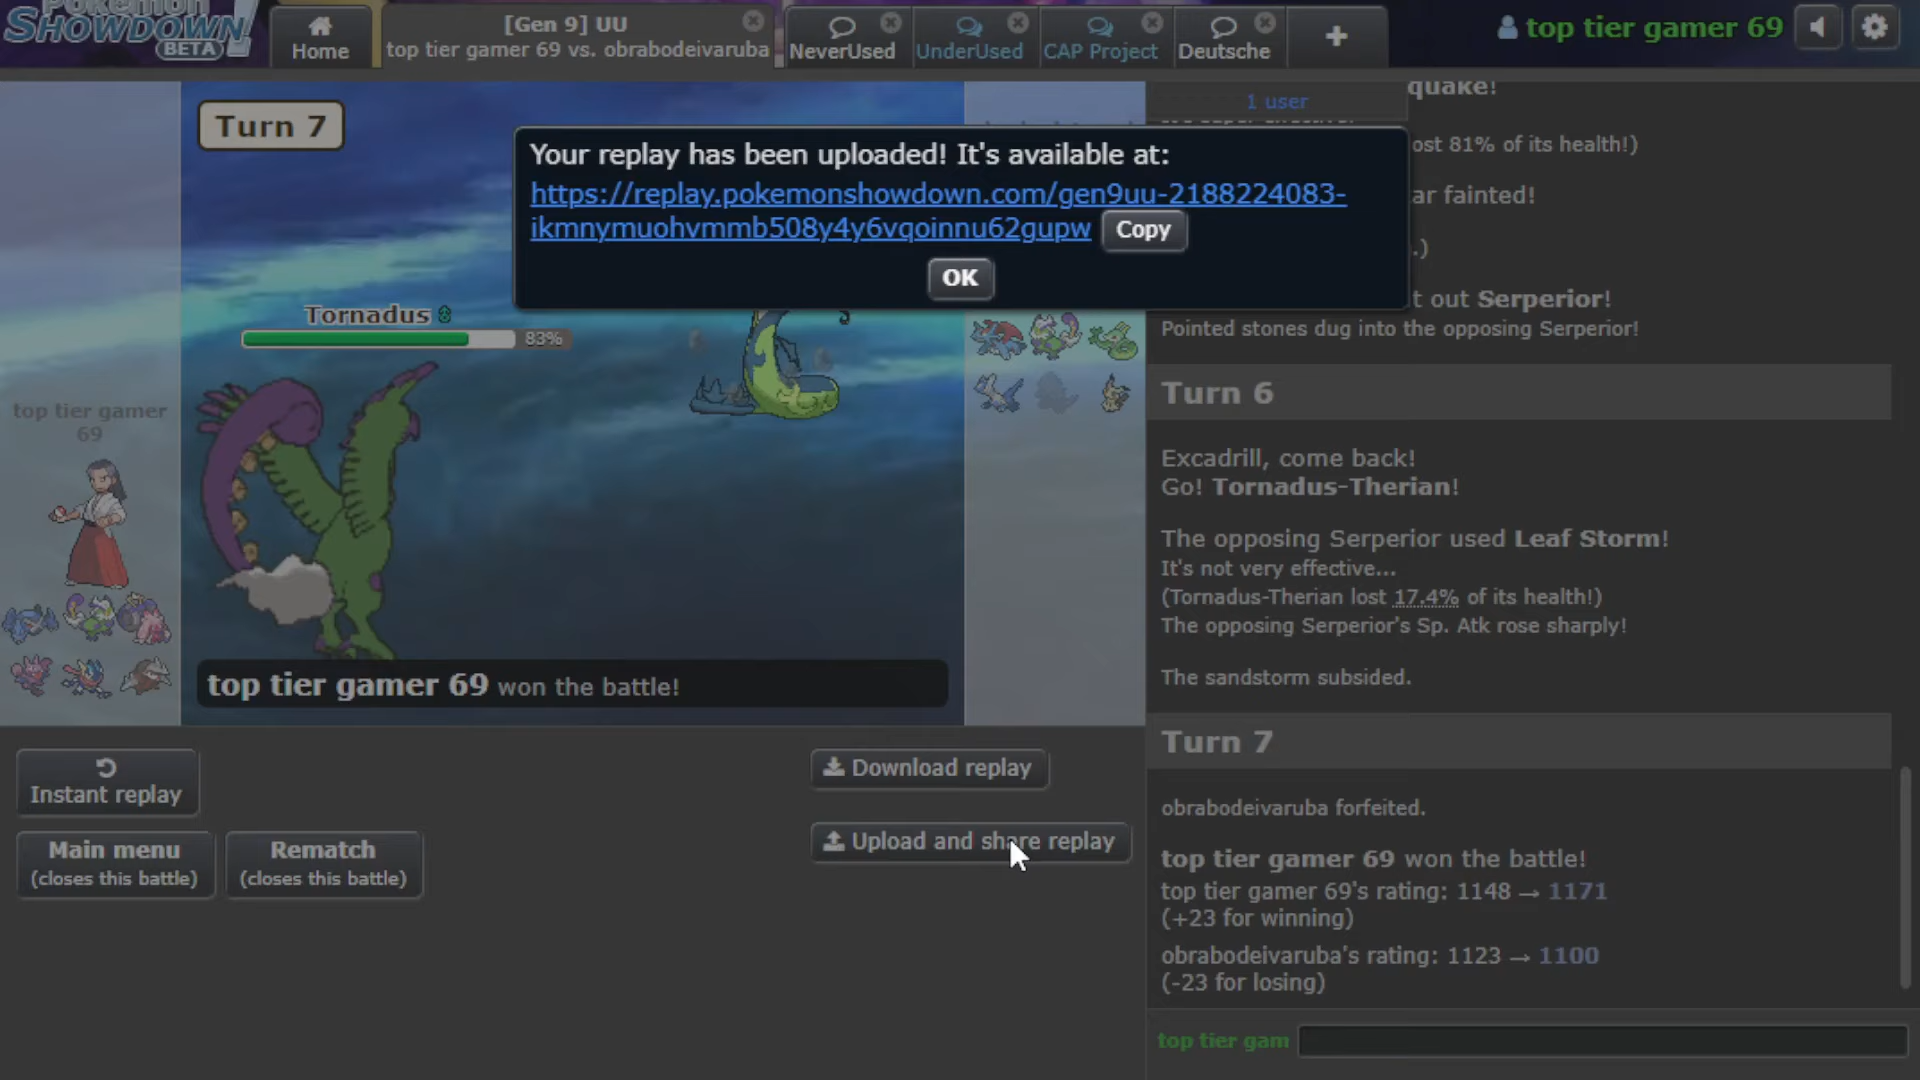 Pokémon
SHOWDOWN!
BETA
Home
[Gen 9] UU
top tier gamer 69 vs. obrabodeivaruba
NeverUsed
UnderUsed
CAP Project
Deutsche
+
top tier gamer 69
Turn 7
1 user
Your replay has been uploaded! It's available at:
https://replay.pokemonshowdown.com/gen9uu-2188224083-
ikmnymuohvmmb508y4y6vqoinnu62gupw
Copy
OK
Tornadus
83%
top tier gamer
69
top tier gamer 69 won the battle!
Instant replay
Download replay
Upload and share replay
Main menu
(closes this battle)
Rematch
(closes this battle)
quake!
ost 81% of its health!)
ar fainted!
.)
t out Serperior!
Pointed stones dug into the opposing Serperior!
Turn 6
Excadrill, come back!
Go! Tornadus-Therian!
The opposing Serperior used Leaf Storm!
It's not very effective...
(Tornadus-Therian lost 17.4% of its health!)
The opposing Serperior's Sp. Atk rose sharply!
The sandstorm subsided.
Turn 7
obrabodeivaruba forfeited.
top tier gamer 69 won the battle!
top tier gamer 69's rating: 1148 → 1171
(+23 for winning)
obrabodeivaruba's rating: 1123 → 1100
(-23 for losing)
top tier gam